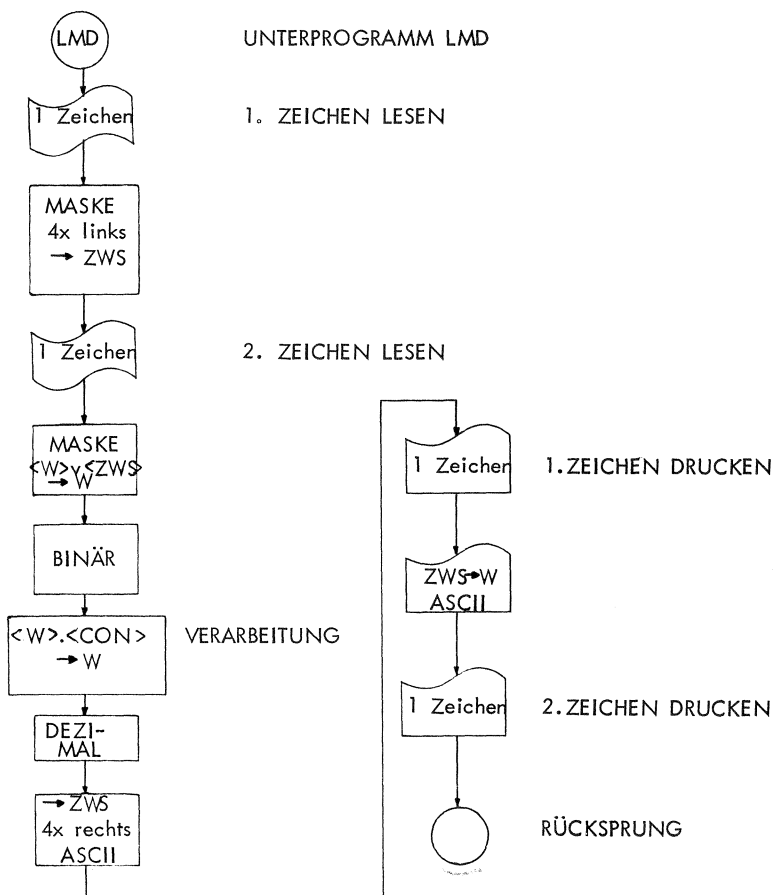 LMD
UNTERPROGRAMM LMD
1 Zeichen
1. ZEICHEN LESEN
MASKE
4x links
→ ZWS
1 Zeichen
2. ZEICHEN LESEN
MASKE
<W>v<ZWS>
→ W
BINÄR
<W>.<CON>
→ W
VERARBEITUNG
DEZI-
MAL
→ ZWS
4x rechts
ASCII
1 Zeichen
1.ZEICHEN DRUCKEN
ZWS→W
ASCII
1 Zeichen
2.ZEICHEN DRUCKEN
RÜCKSPRUNG